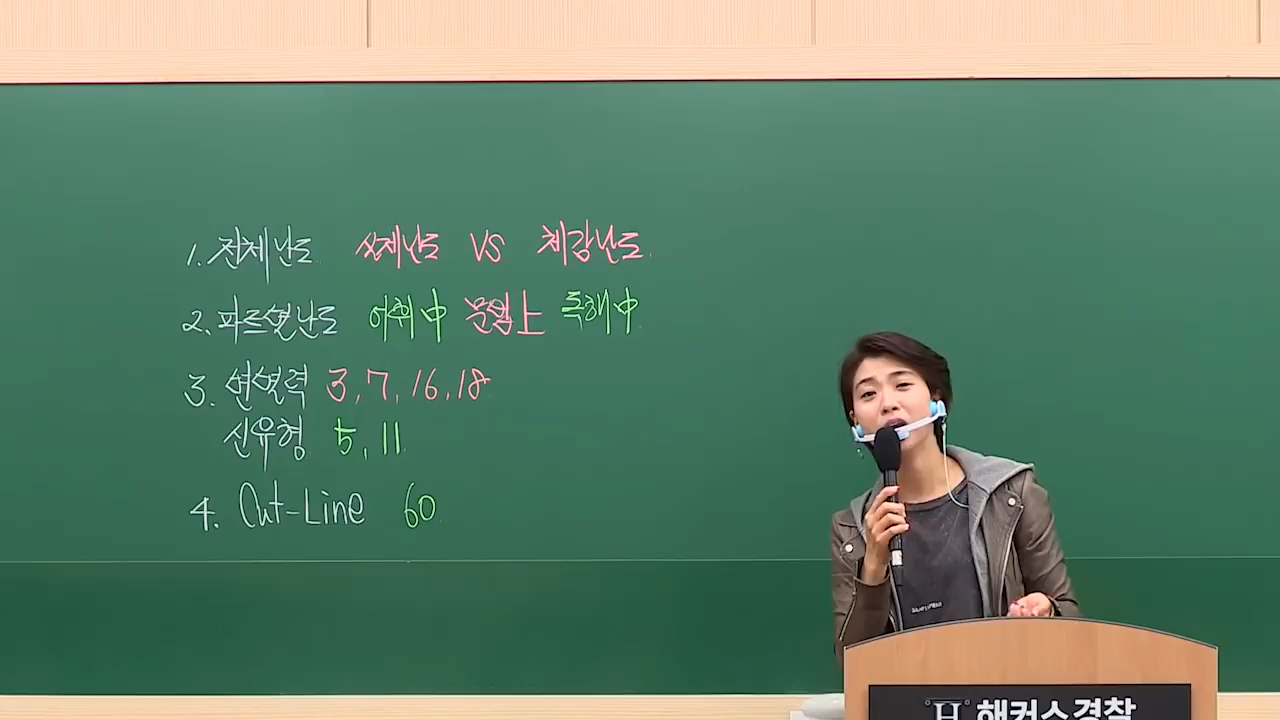 1. 전체난도 실제난도 VS 체감난도
2. 파트별난도 어휘中 문법上 독해中
3. 변별력 3, 7, 16, 18
신유형 5, 11
4. Cut-Line 60
H 해커스경찰